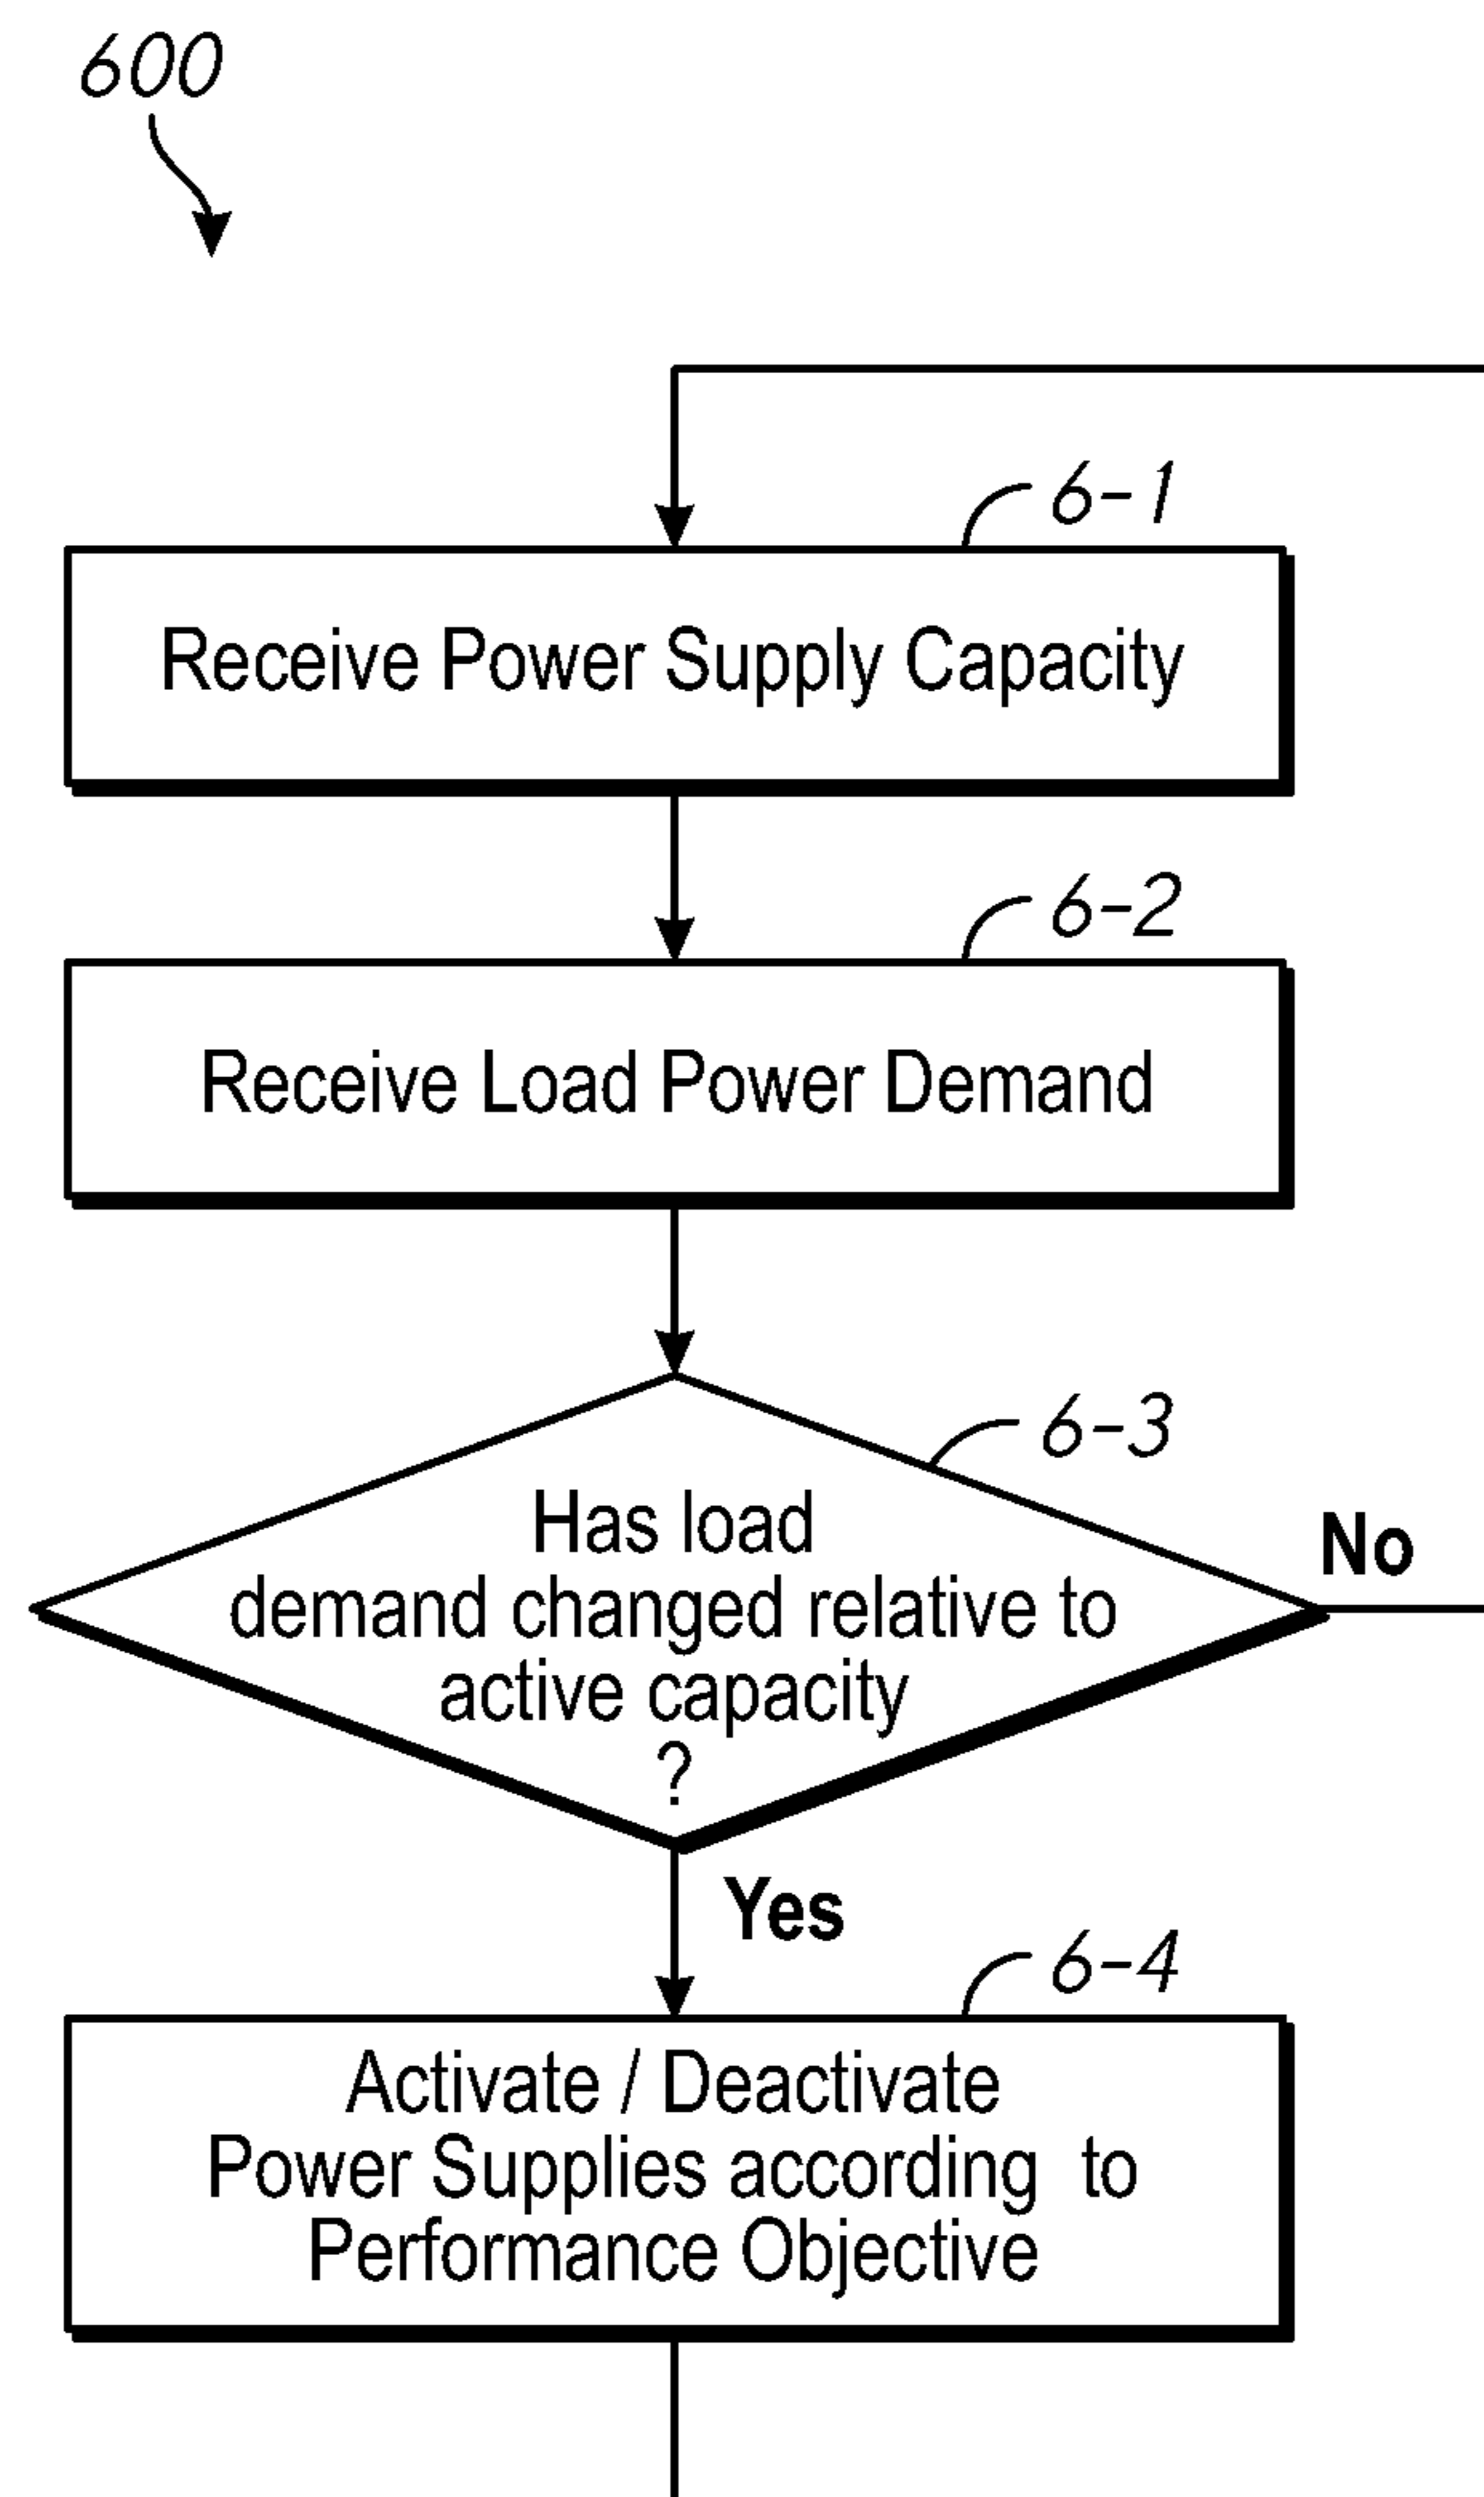 600
6-1
Receive Power Supply Capacity
6-2
Receive Load Power Demand
6-3
Has load
demand changed relative to
active capacity
?
No
Yes
6-4
Activate / Deactivate
Power Supplies according to
Performance Objective